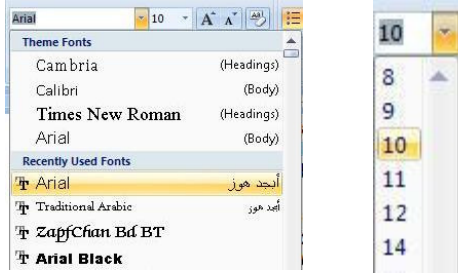 Arial 10 A A Aa
Theme Fonts
Cambria (Headings)
Calibri (Body)
Times New Roman (Headings)
Arial (Body)
Recently Used Fonts
Arial أبجد هوز
Traditional Arabic أبجد هوز
ZapfChan Bd BT
Arial Black
10
8
9
10
11
12
14